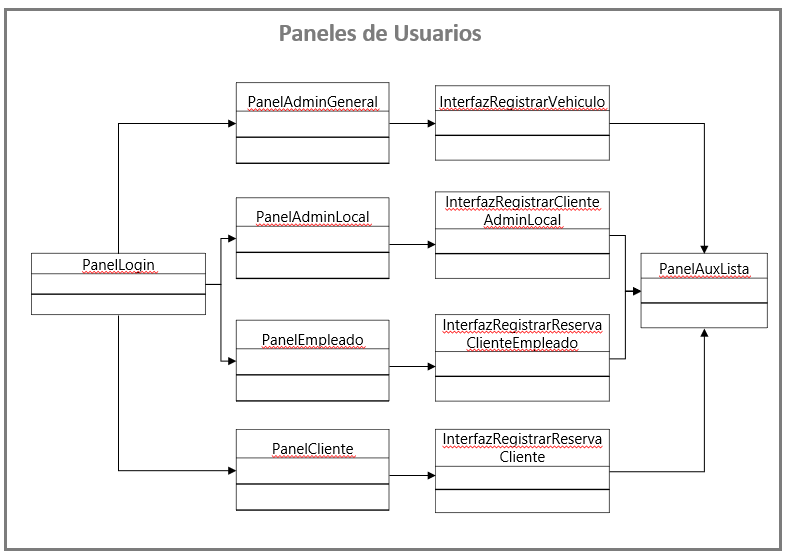 Paneles de Usuarios
PanelAdminGeneral
InterfazRegistrarVehiculo
PanelAdminLocal
InterfazRegistrarCliente
AdminLocal
PanelLogin
PanelAuxLista
PanelEmpleado
InterfazRegistrarReserva
ClienteEmpleado
PanelCliente
InterfazRegistrarReserva
Cliente